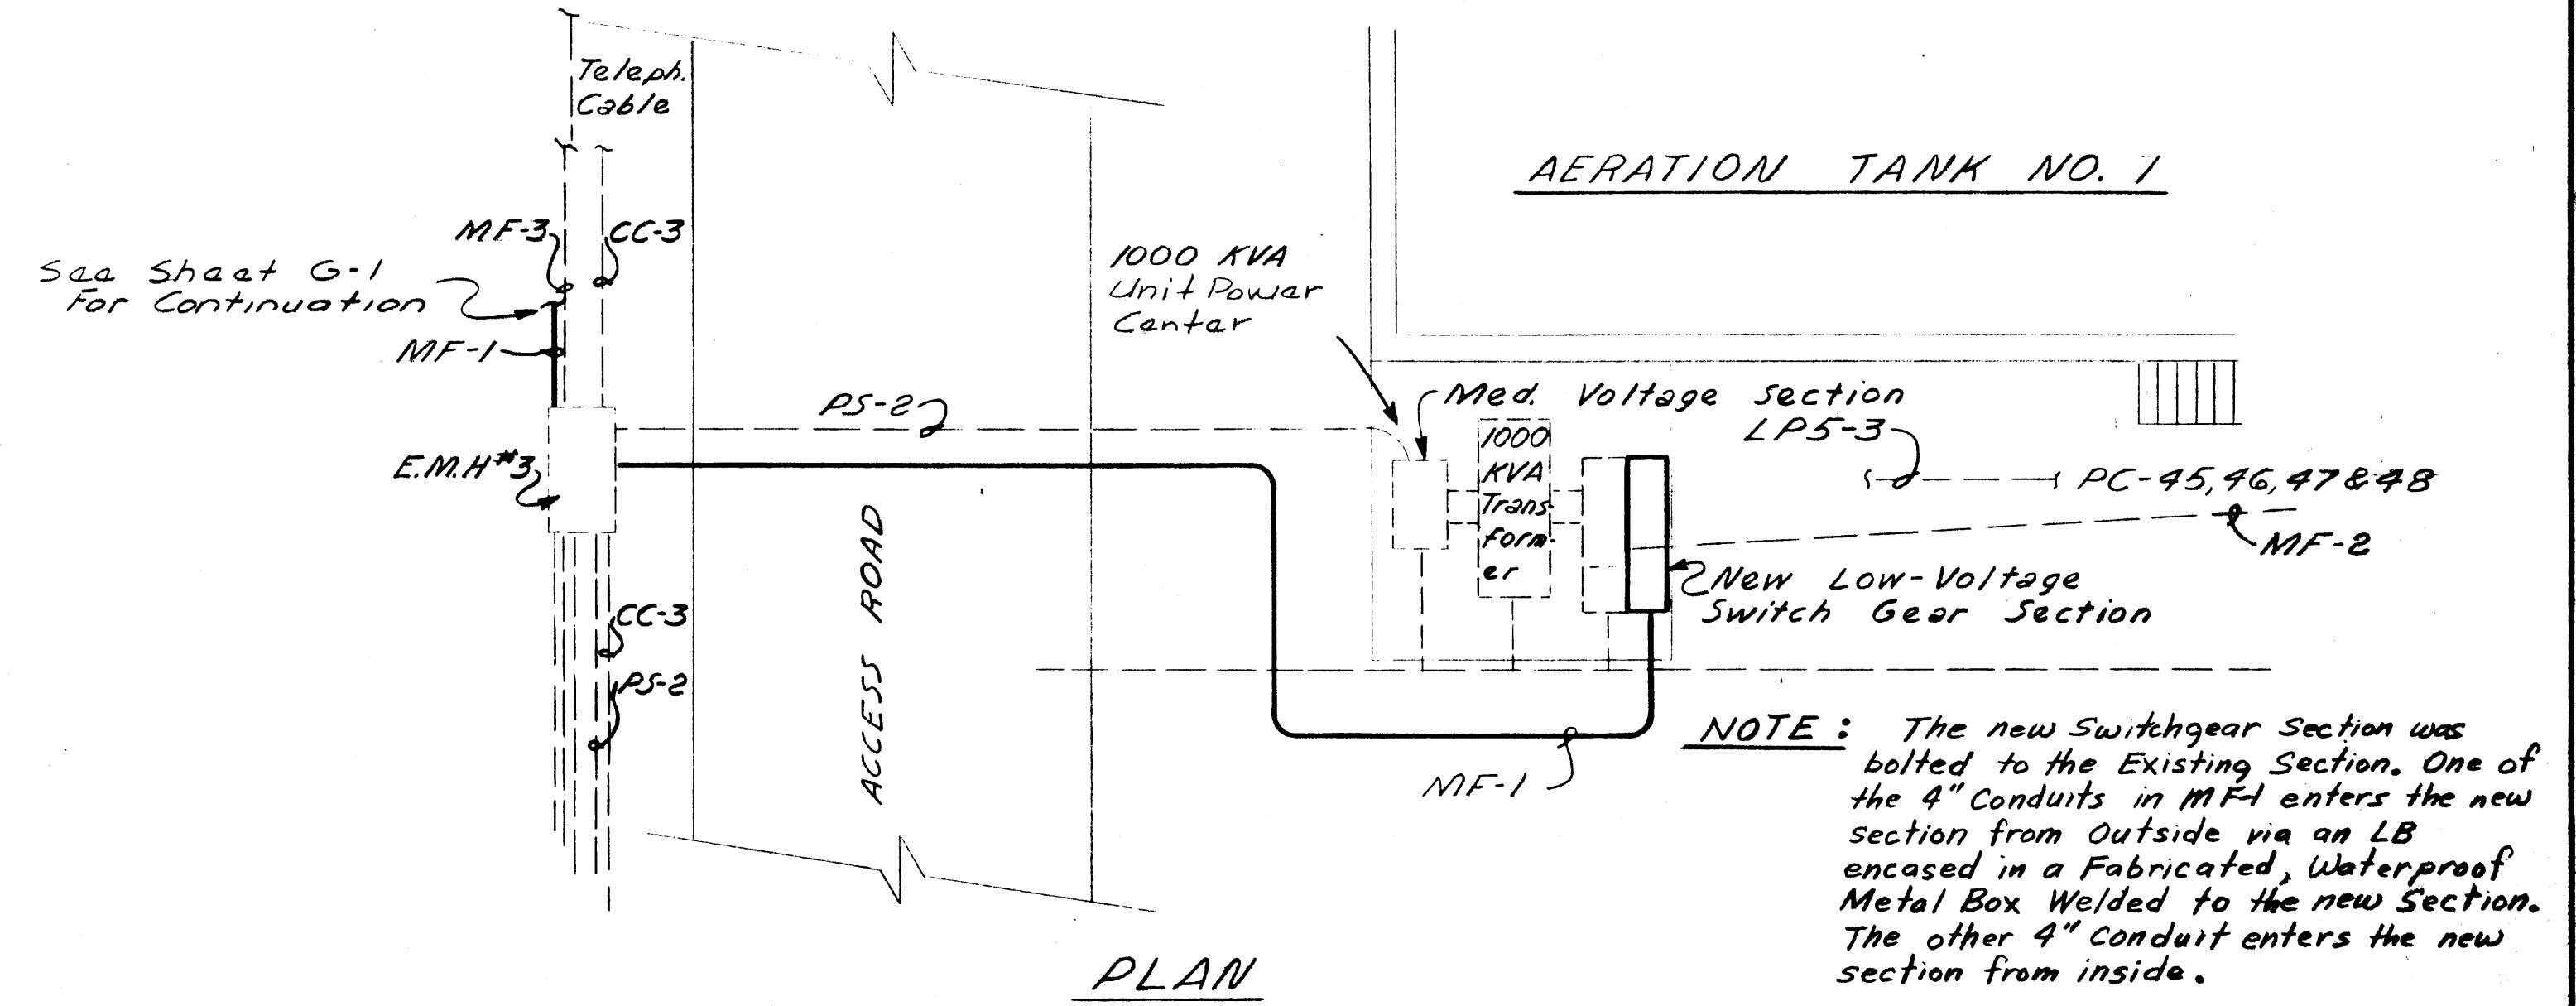 Teleph.
Cable
AERATION TANK NO. 1
MF-3
CC-3
See Sheet G-1
For Continuation
MF-1
1000 KVA
Unit Power
Center
PS-2
Med. Voltage Section
LP5-3
1000
KVA
Trans-
form-
er
E.M.H #3
PC-45,46,47&48
MF-2
New Low-Voltage
Switch Gear Section
ACCESS ROAD
CC-3
PS-2
MF-1
NOTE: The new Switchgear Section was
bolted to the Existing Section. One of
the 4" Conduits in MF-1 enters the new
section from Outside via an LB
encased in a Fabricated, Waterproof
Metal Box Welded to the new Section.
The other 4" Conduit enters the new
section from inside.
PLAN